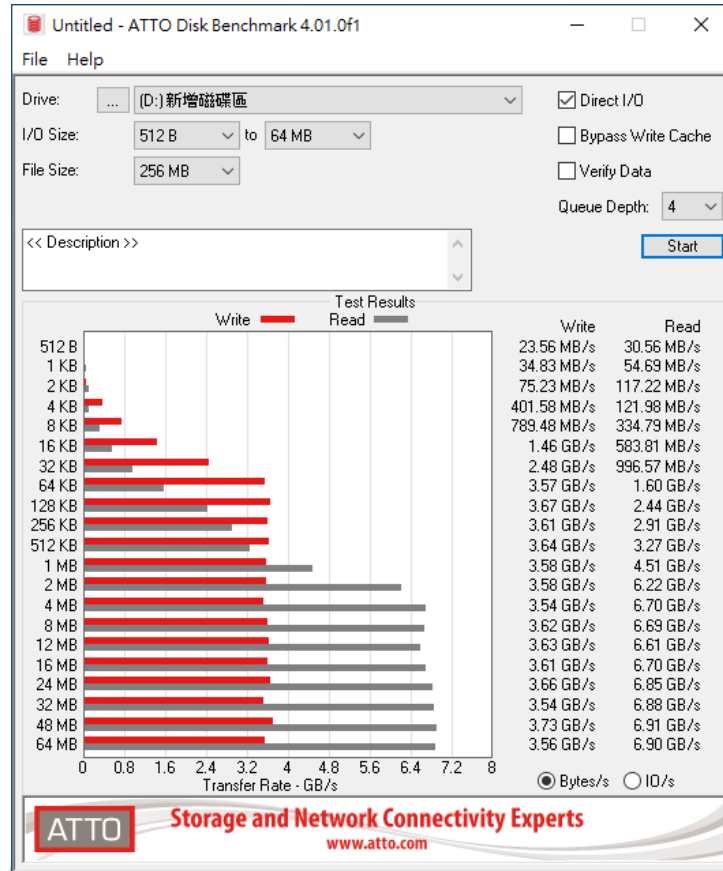 Untitled - ATTO Disk Benchmark 4.01.0f1
File Help
Drive: ... (D:)新增磁碟區
Direct I/O
I/O Size: 512 B to 64 MB
Bypass Write Cache
File Size: 256 MB
Verify Data
Queue Depth: 4
<< Description >>
Start
Test Results
Write Read
Write Read
512 B 23.56 MB/s 30.56 MB/s
1 KB 34.83 MB/s 54.69 MB/s
2 KB 75.23 MB/s 117.22 MB/s
4 KB 401.58 MB/s 121.98 MB/s
8 KB 789.48 MB/s 334.79 MB/s
16 KB 1.46 GB/s 583.81 MB/s
32 KB 2.48 GB/s 996.57 MB/s
64 KB 3.57 GB/s 1.60 GB/s
128 KB 3.67 GB/s 2.44 GB/s
256 KB 3.61 GB/s 2.91 GB/s
512 KB 3.64 GB/s 3.27 GB/s
1 MB 3.58 GB/s 4.51 GB/s
2 MB 3.58 GB/s 6.22 GB/s
4 MB 3.54 GB/s 6.70 GB/s
8 MB 3.62 GB/s 6.69 GB/s
12 MB 3.63 GB/s 6.61 GB/s
16 MB 3.61 GB/s 6.70 GB/s
24 MB 3.66 GB/s 6.85 GB/s
32 MB 3.54 GB/s 6.88 GB/s
48 MB 3.73 GB/s 6.91 GB/s
64 MB 3.56 GB/s 6.90 GB/s
0 0.8 1.6 2.4 3.2 4 4.8 5.6 6.4 7.2 8
Transfer Rate - GB/s
Bytes/s IO/s
ATTO
Storage and Network Connectivity Experts
www.atto.com